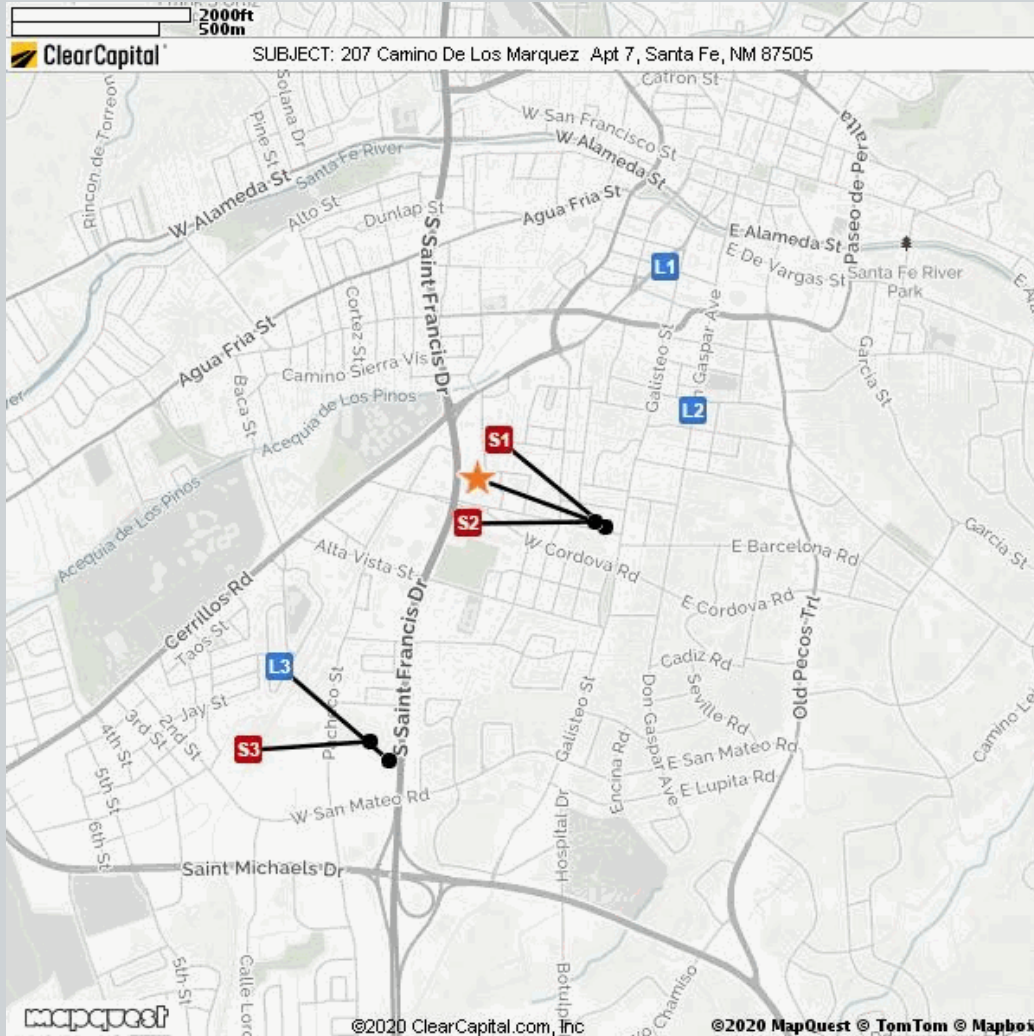 2000ft
500m
ClearCapital
SUBJECT: 207 Camino De Los Marquez Apt 7, Santa Fe, NM 87505
Catron St
Rincon de Torreon
Solana Dr
Pine St
W San Francisco St
W Alameda St
Paseo de Peralta
Santa Fe River
W Alameda St
Alto St
Dunlap St
Agua Fria St
S Saint Francis Dr
E Alameda St
E De Vargas St
Santa Fe River
Park
L1
Cortez St
Agua Fria St
Camino Sierra Vis
Galisteo St
Gaspar Ave
Garcia St
Baca St
Acequia de Los Pinos
L2
S1
S2
Acequia de Los Pinos
W Cordova Rd
E Barcelona Rd
Garcia St
Alta Vista St
Cerrillos Rd
Taos St
E Cordova Rd
Old Pecos Trl
S Saint Francis Dr
L3
Cadiz Rd
Seville Rd
Jay St
2nd St
3rd St
4th St
5th St
6th St
S3
Galisteo St
Don Gaspar Ave
Encina Rd
E San Mateo Rd
E Lupita Rd
W San Mateo Rd
Hospital Dr
Saint Michaels Dr
5th St
mapquest
©2020 ClearCapital.com, Inc
©2020 MapQuest © TomTom © Mapbox